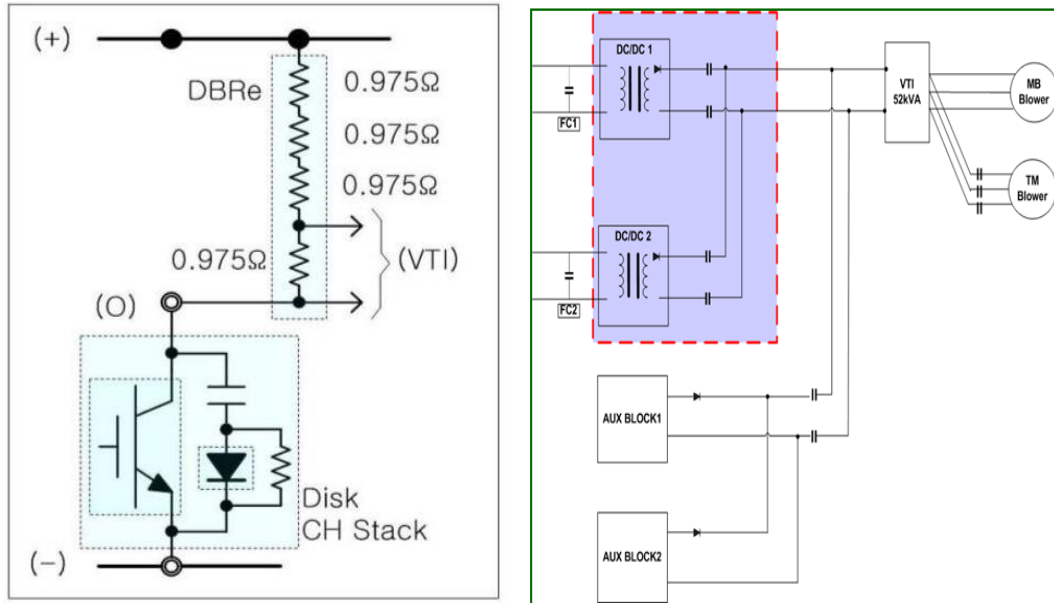 (+)
DBRe
0.975Ω
0.975Ω
0.975Ω
0.975Ω
(VTI)
(O)
Disk
CH Stack
(-)
DC/DC 1
FC1
DC/DC 2
FC2
VTI
52kVA
MB
Blower
TM
Blower
AUX BLOCK1
AUX BLOCK2